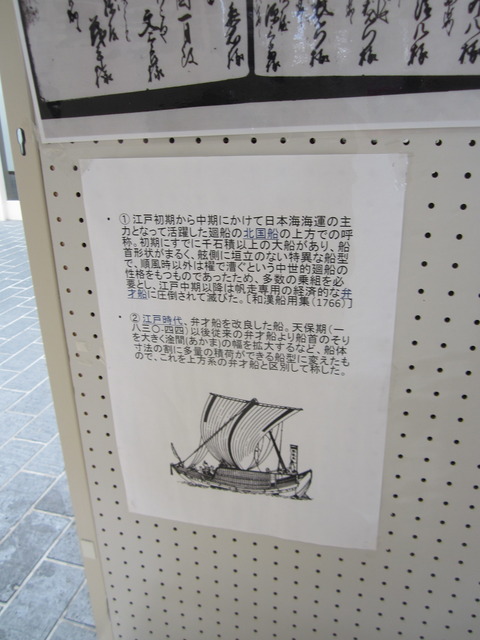 ・①江戸初期から中期にかけて日本海海運の主
力となって活躍した廻船の北国船の上方での呼
称。初期にすでに千石積以上の大船があり、船
首形状がまるく、舷側に垣立のない特異な船型
で、順風時以外は櫂で漕ぐという中世的廻船の
性格をもつものであったため、多数の乗組を必
要とし、江戸中期以降は帆走専用の経済的な弁
才船に圧倒されて滅びた。〔和漢船用集(1766)〕
・②江戸時代、弁才船を改良した船。天保期(一
八三〇‐四四)以後従来の弁才船より船首のそり
を大きく淦間(あかま)の幅を拡大するなど、船体
寸法の割に多量の積荷ができる船型に変えたも
ので、これを上方系の弁才船と区別して称した。